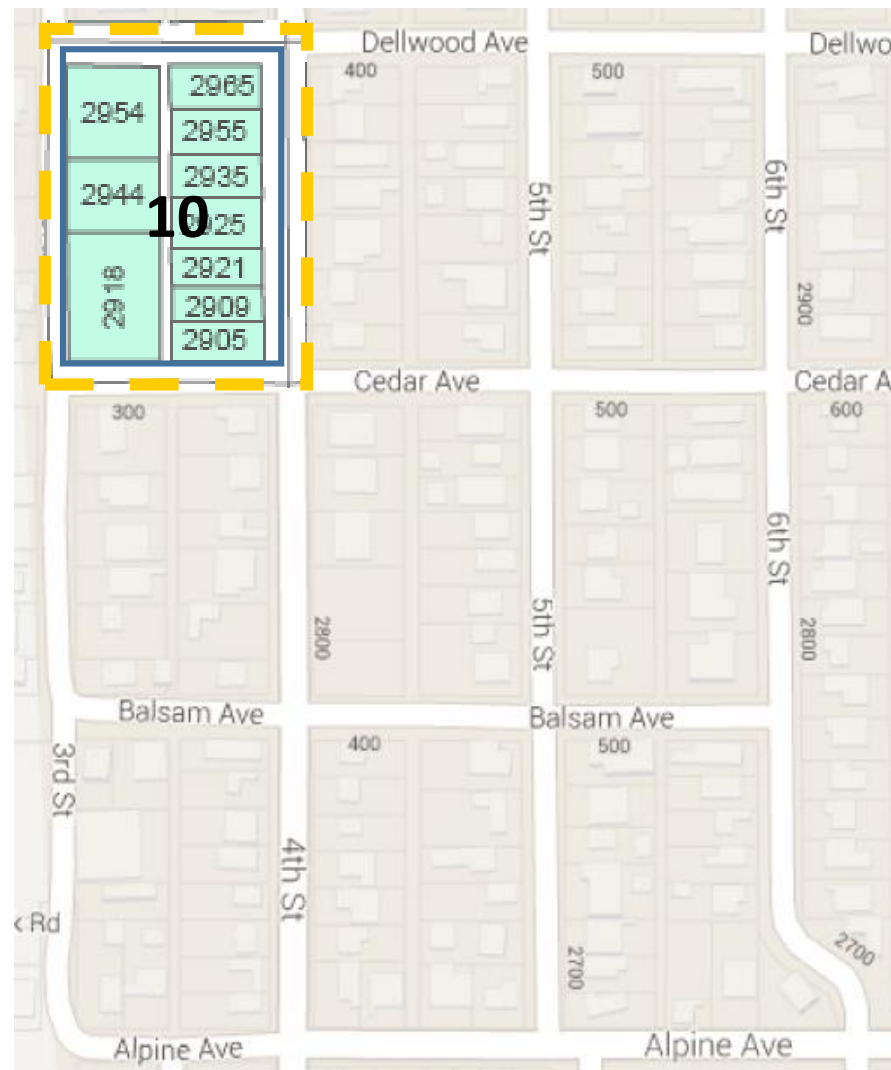 Dellwood Ave
Dellwo
400
500
2965
2954
2955
2935
2944
10
2925
2921
2918
2909
2905
5th St
6th St
2900
Cedar Ave
Cedar A
300
500
600
6th St
5th St
2800
2800
Balsam Ave
Balsam Ave
400
500
3rd St
4th St
k Rd
2700
2700
Alpine Ave
Alpine Ave